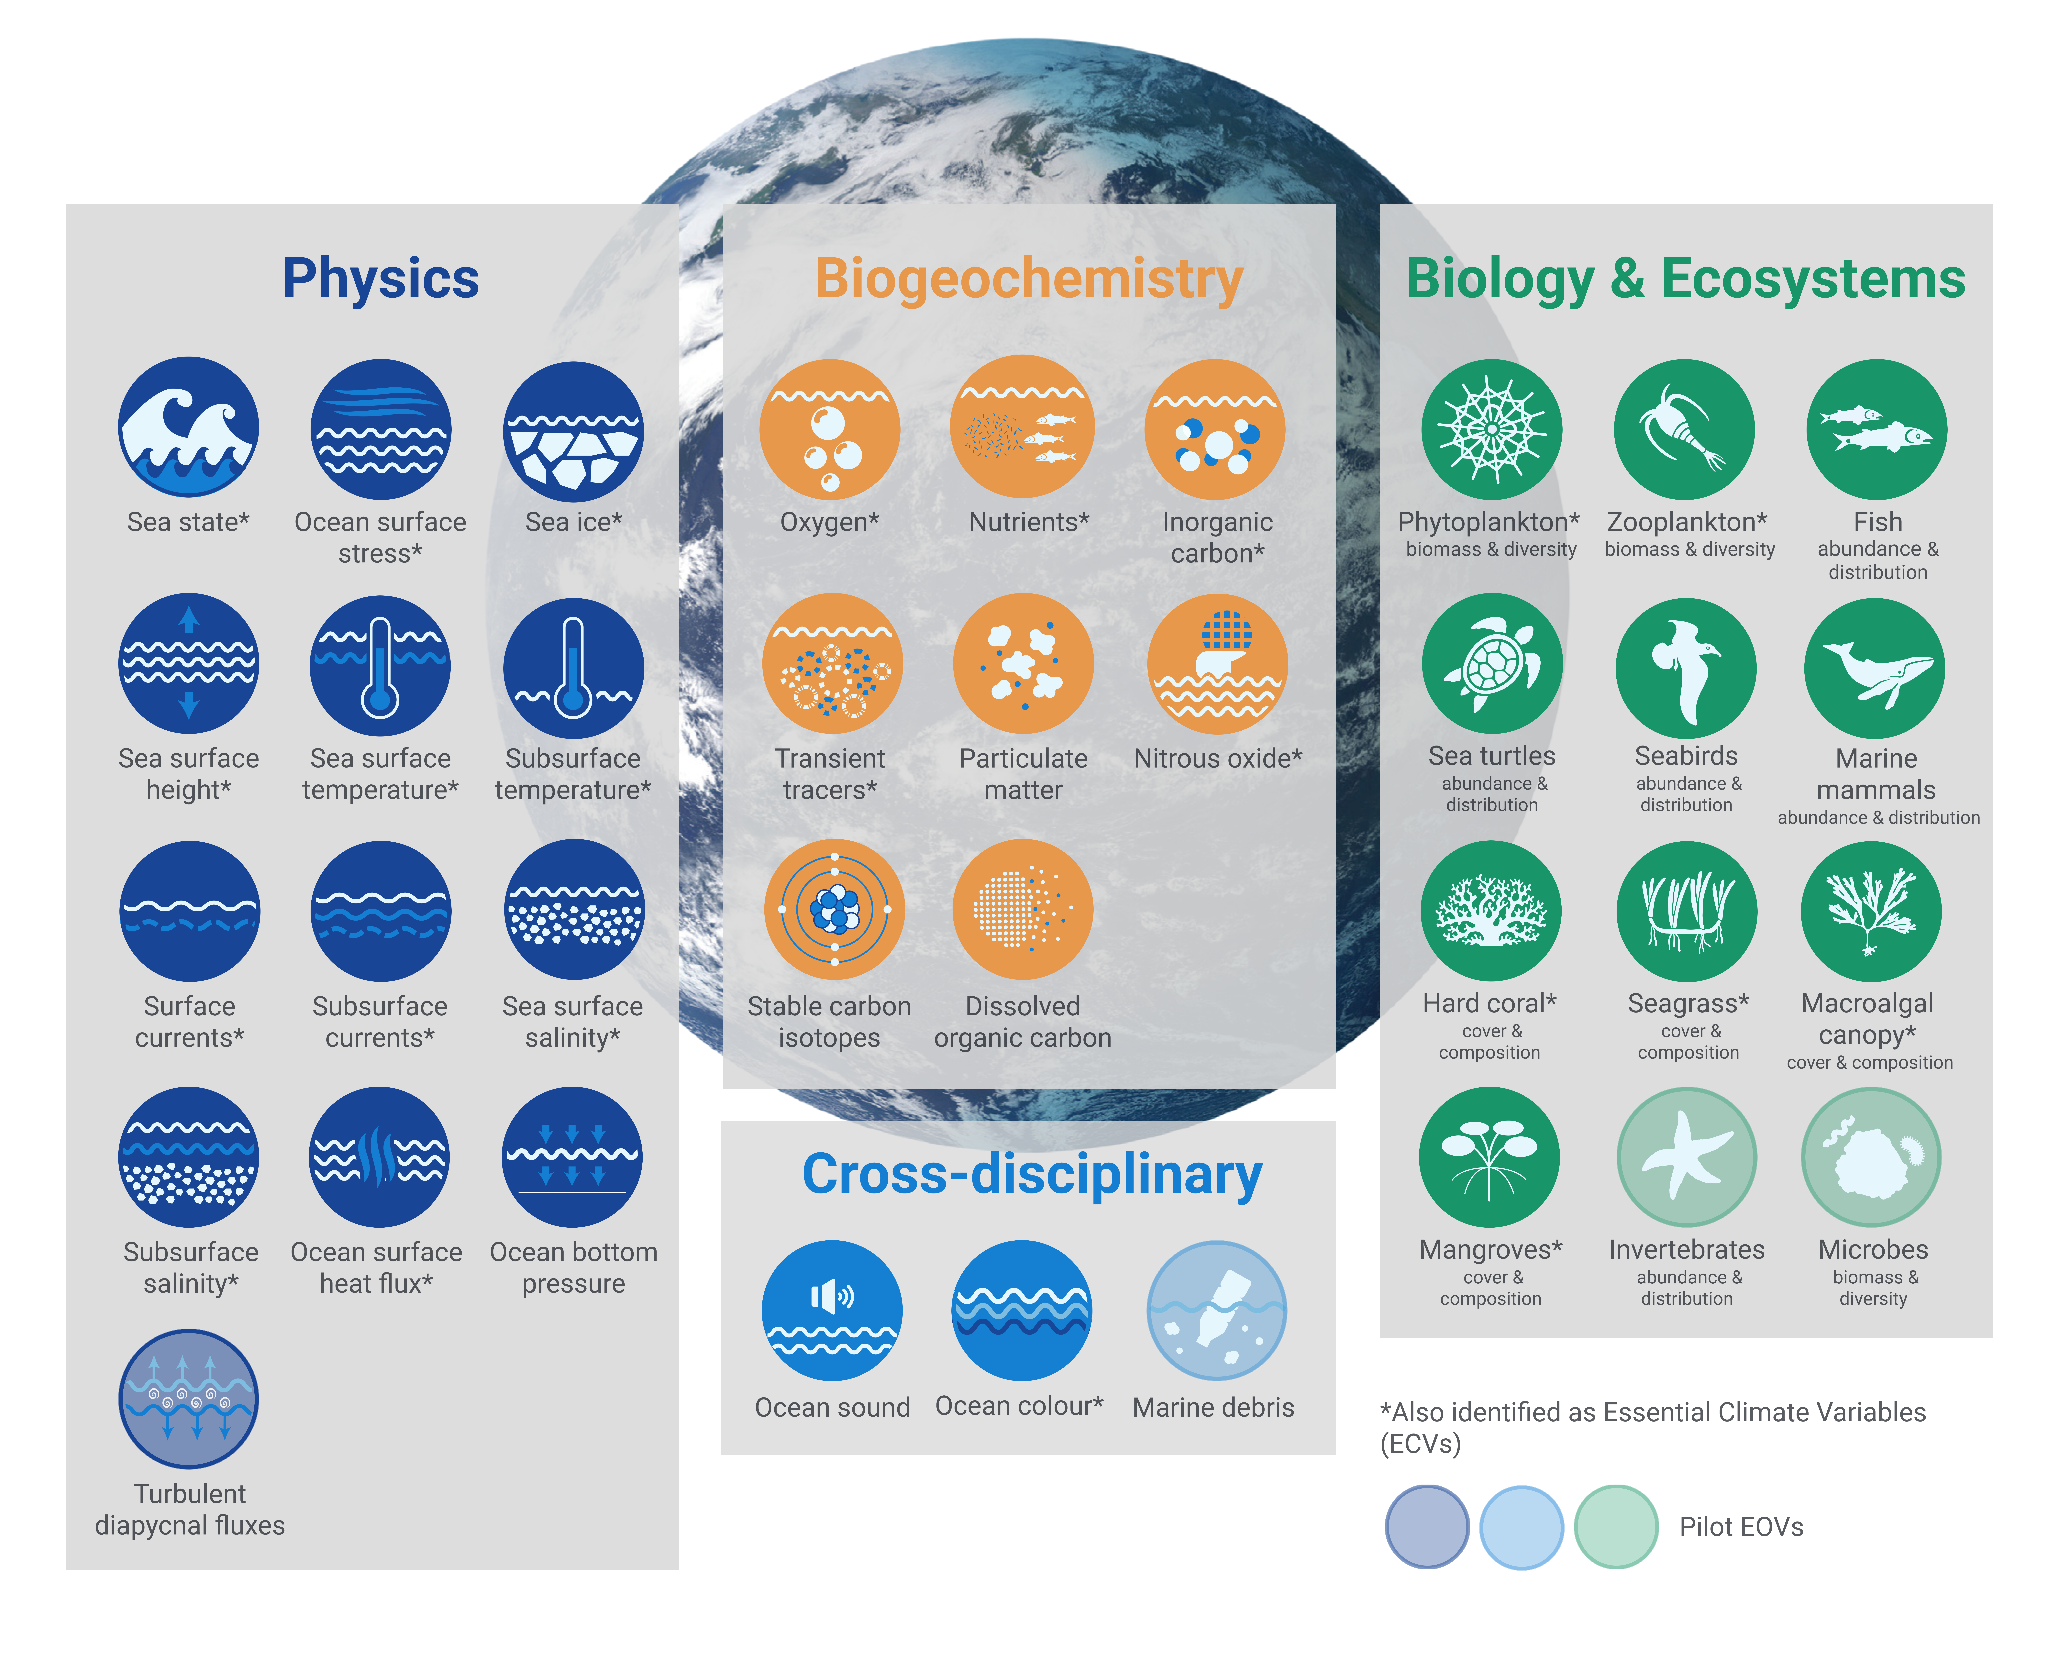 Physics
Sea state*
Ocean surface
stress*
Sea ice*
Sea surface
height*
Sea surface
temperature*
Subsurface
temperature*
Surface
currents*
Subsurface
currents*
Sea surface
salinity*
Subsurface
salinity*
Ocean surface
heat flux*
Ocean bottom
pressure
Turbulent
diapycnal fluxes
Biogeochemistry
Oxygen*
Nutrients*
Inorganic
carbon*
Transient
tracers*
Particulate
matter
Nitrous oxide*
Stable carbon
isotopes
Dissolved
organic carbon
Cross-disciplinary
Ocean sound
Ocean colour*
Marine debris
Biology & Ecosystems
Phytoplankton*
biomass & diversity
Zooplankton*
biomass & diversity
Fish
abundance &
distribution
Sea turtles
abundance &
distribution
Seabirds
abundance &
distribution
Marine
mammals
abundance & distribution
Hard coral*
cover &
composition
Seagrass*
cover &
composition
Macroalgal
canopy*
cover & composition
Mangroves*
cover &
composition
Invertebrates
abundance &
distribution
Microbes
biomass &
diversity
*Also identified as Essential Climate Variables
(ECVs)
Pilot EOVs